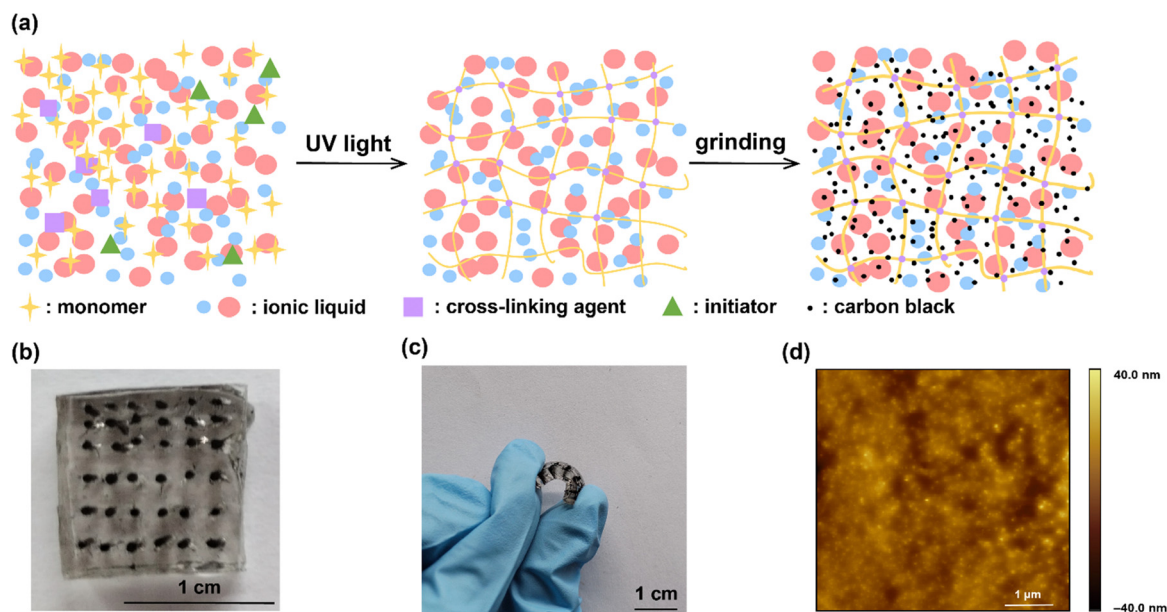 (a)
UV light
grinding
: monomer
: ionic liquid
: cross-linking agent
: initiator
: carbon black
(b)
1 cm
(c)
1 cm
(d)
40.0 nm
1 μm
–40.0 nm